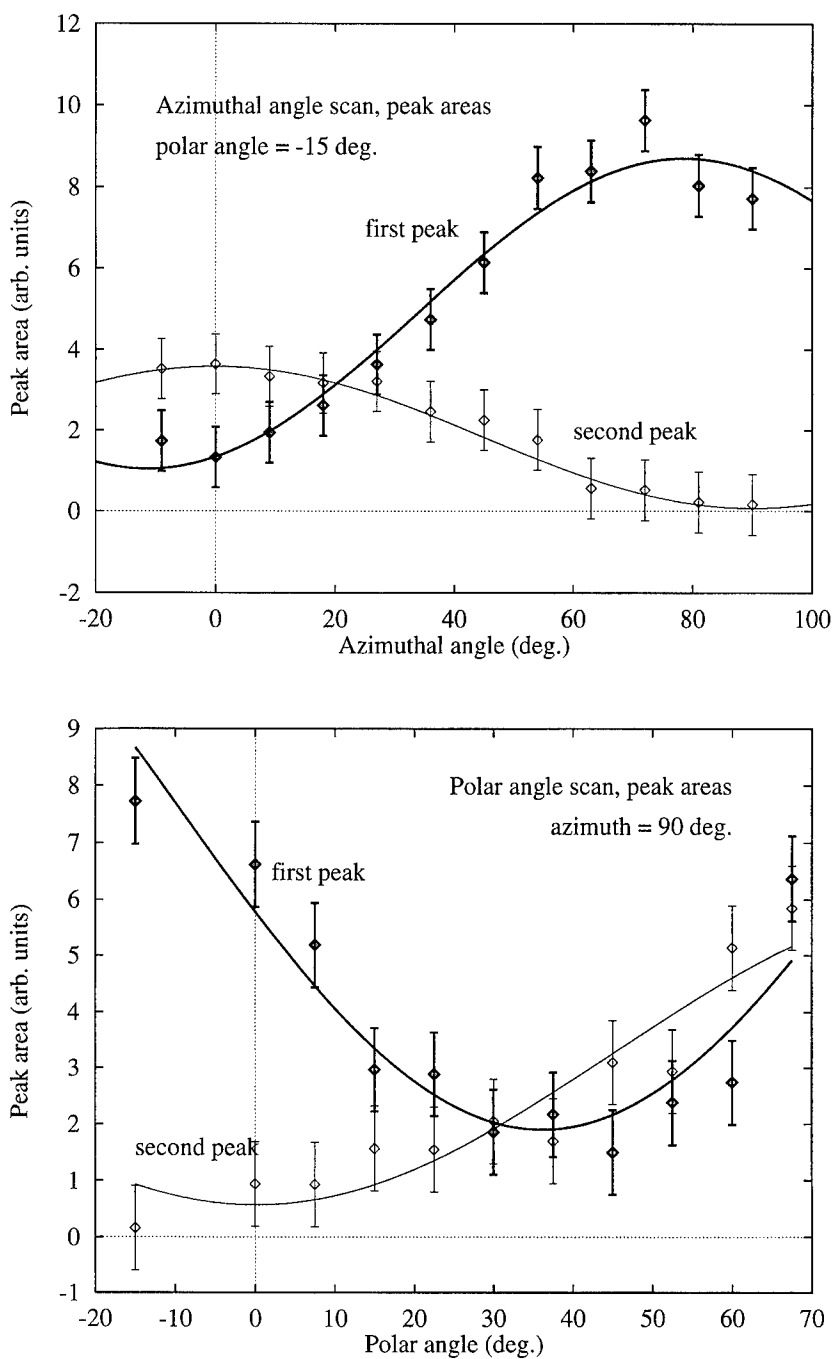 12
10
8
6
4
2
0
-2
Peak area (arb. units)
Azimuthal angle scan, peak areas
polar angle = -15 deg.
first peak
second peak
-20 0 20 40 60 80 100
Azimuthal angle (deg.)
9
8
7
6
5
4
3
2
1
0
-1
Peak area (arb. units)
Polar angle scan, peak areas
azimuth = 90 deg.
first peak
second peak
-20 -10 0 10 20 30 40 50 60 70
Polar angle (deg.)